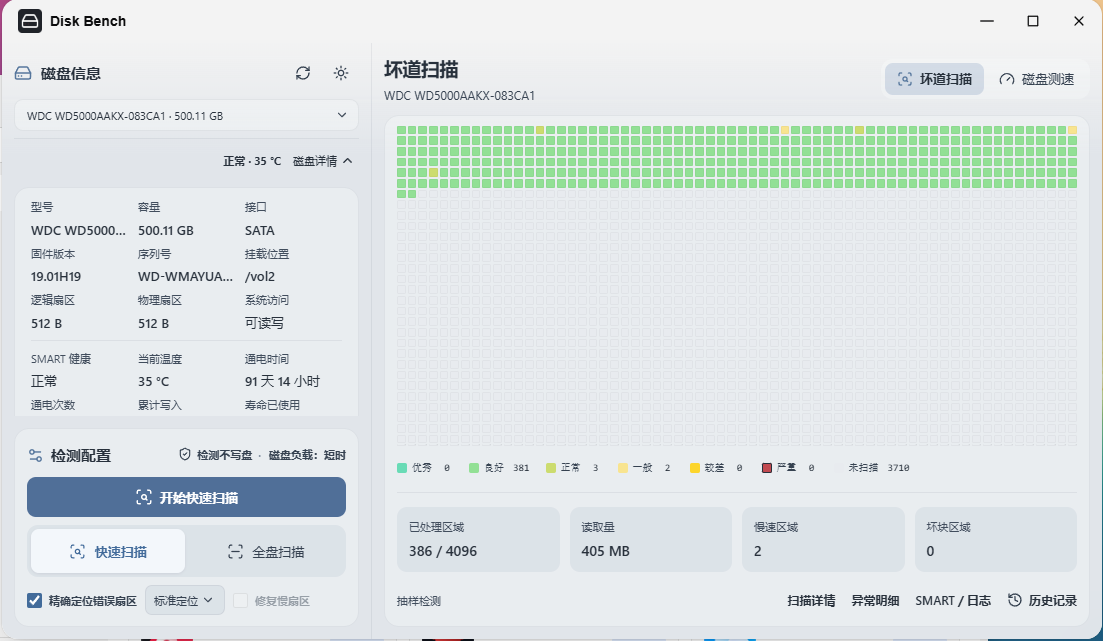 Disk Bench
磁盘信息
WDC WD5000AAKX-083CA1 · 500.11 GB
正常 · 35 °C 磁盘详情
型号 容量 接口
WDC WD5000... 500.11 GB SATA
固件版本 序列号 挂载位置
19.01H19 WD-WMAYUA... /vol2
逻辑扇区 物理扇区 系统访问
512 B 512 B 可读写
SMART 健康 当前温度 通电时间
正常 35 °C 91 天 14 小时
通电次数 累计写入 寿命已使用
检测配置 检测不写盘 · 磁盘负载：短时
开始快速扫描
快速扫描 全盘扫描
精确定位错误扇区 标准定位 修复慢扇区
坏道扫描
WDC WD5000AAKX-083CA1
坏道扫描 磁盘测速
优秀 0 良好 381 正常 3 一般 2 较差 0 严重 0 未扫描 3710
已处理区域 读取量 慢速区域 坏块区域
386 / 4096 405 MB 2 0
抽样检测 扫描详情 异常明细 SMART / 日志 历史记录